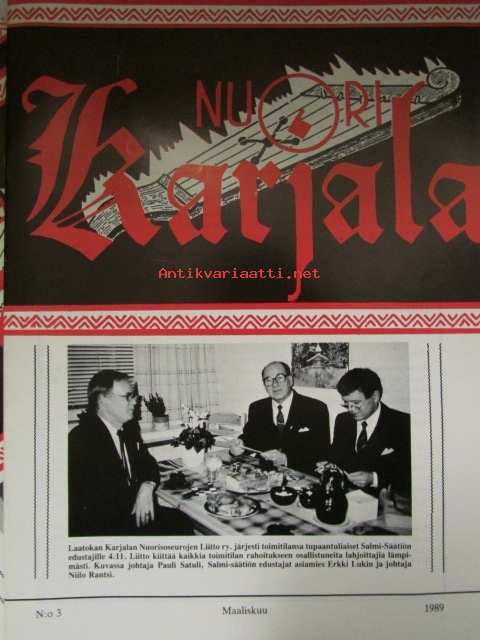 NUORI
Karjala
Antikvariaatti.net
Laatokan Karjalan Nuorisoseurojen Liitto ry. järjesti toimitilansa tupaantuliaiset Salmi-Säätiön
edustajille 4.11. Liitto kiittää kaikkia toimitilan rahoitukseen osallistuneita lahjoittajia lämpi-
mästi. Kuvassa johtaja Pauli Satuli, Salmi-säätiön edustajat asiamies Erkki Lukin ja johtaja
Niilo Rantsi.
N:o 3 Maaliskuu 1989